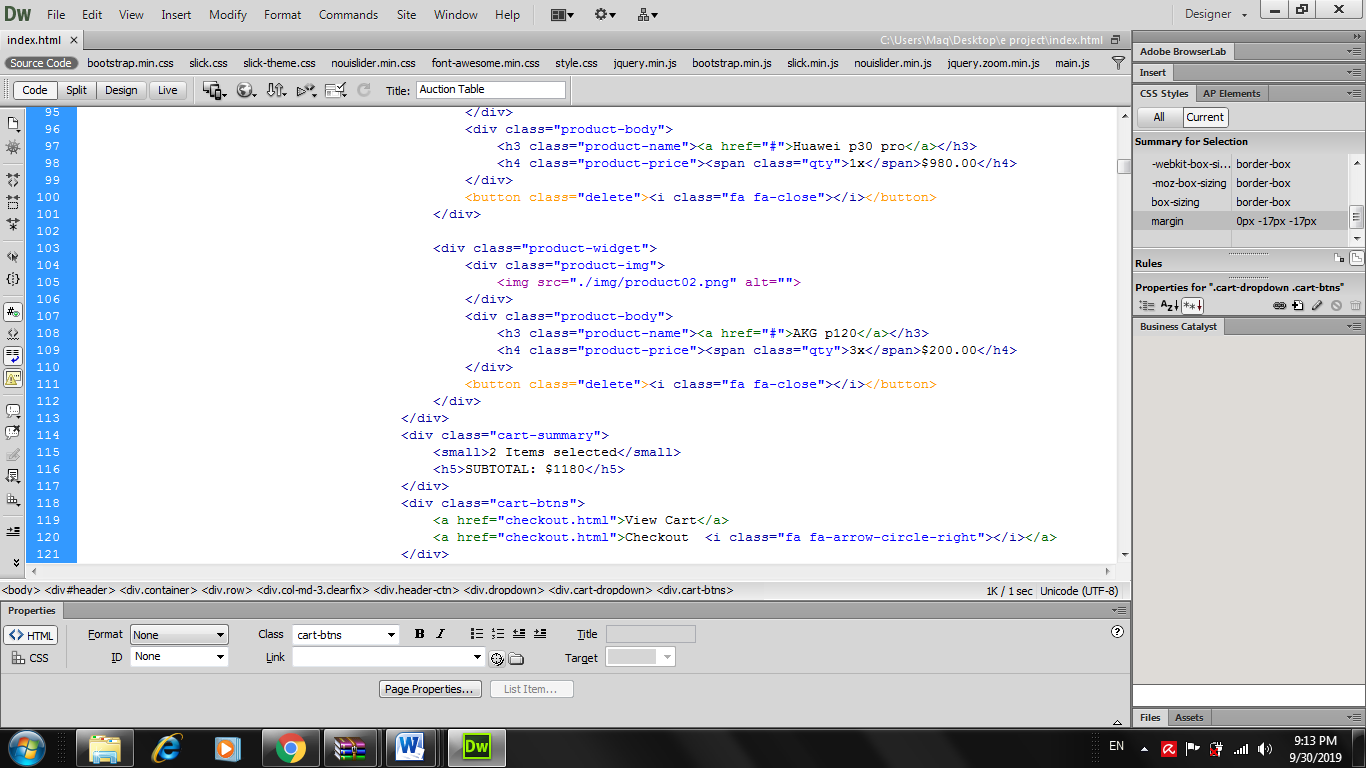 Dw File Edit View Insert Modify Format Commands Site Window Help Designer
index.html C:\Users\Maq\Desktop\e project\index.html
Source Code bootstrap.min.css slick.css slick-theme.css nouislider.min.css font-awesome.min.css style.css jquery.min.js bootstrap.min.js slick.min.js nouislider.min.js jquery.zoom.min.js main.js
Code Split Design Live Title: Auction Table
95 </div>
96 <div class="product-body">
97 <h3 class="product-name"><a href="#">Huawei p30 pro</a></h3>
98 <h4 class="product-price"><span class="qty">1x</span>$980.00</h4>
99 </div>
100 <button class="delete"><i class="fa fa-close"></i></button>
101 </div>
102
103 <div class="product-widget">
104 <div class="product-img">
105 <img src="./img/product02.png" alt="">
106 </div>
107 <div class="product-body">
108 <h3 class="product-name"><a href="#">AKG p120</a></h3>
109 <h4 class="product-price"><span class="qty">3x</span>$200.00</h4>
110 </div>
111 <button class="delete"><i class="fa fa-close"></i></button>
112 </div>
113 </div>
114 <div class="cart-summary">
115 <small>2 Items selected</small>
116 <h5>SUBTOTAL: $1180</h5>
117 </div>
118 <div class="cart-btns">
119 <a href="checkout.html">View Cart</a>
120 <a href="checkout.html">Checkout  <i class="fa fa-arrow-circle-right"></i></a>
121 </div>
<body> <div#header> <div.container> <div.row> <div.col-md-3.clearfix> <div.header-ctn> <div.dropdown> <div.cart-dropdown> <div.cart-btns> 1K / 1 sec Unicode (UTF-8)
Properties
<> HTML Format None Class cart-btns B I Title
CSS ID None Link Target
Page Properties... List Item...
Adobe BrowserLab
Insert
CSS Styles AP Elements
All Current
Summary for Selection
-webkit-box-si... border-box
-moz-box-sizing border-box
box-sizing border-box
margin 0px -17px -17px
Rules
Properties for ".cart-dropdown .cart-btns"
Az↓ **↓
Business Catalyst
Files Assets
W Dw EN 9:13 PM
9/30/2019